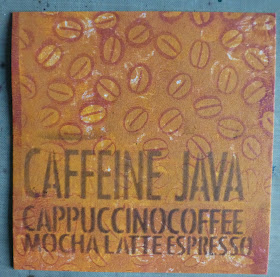 CAFFEINE JAVA
CAPPUCCINOCOFFEE
MOCHA LATTE ESPRESSO